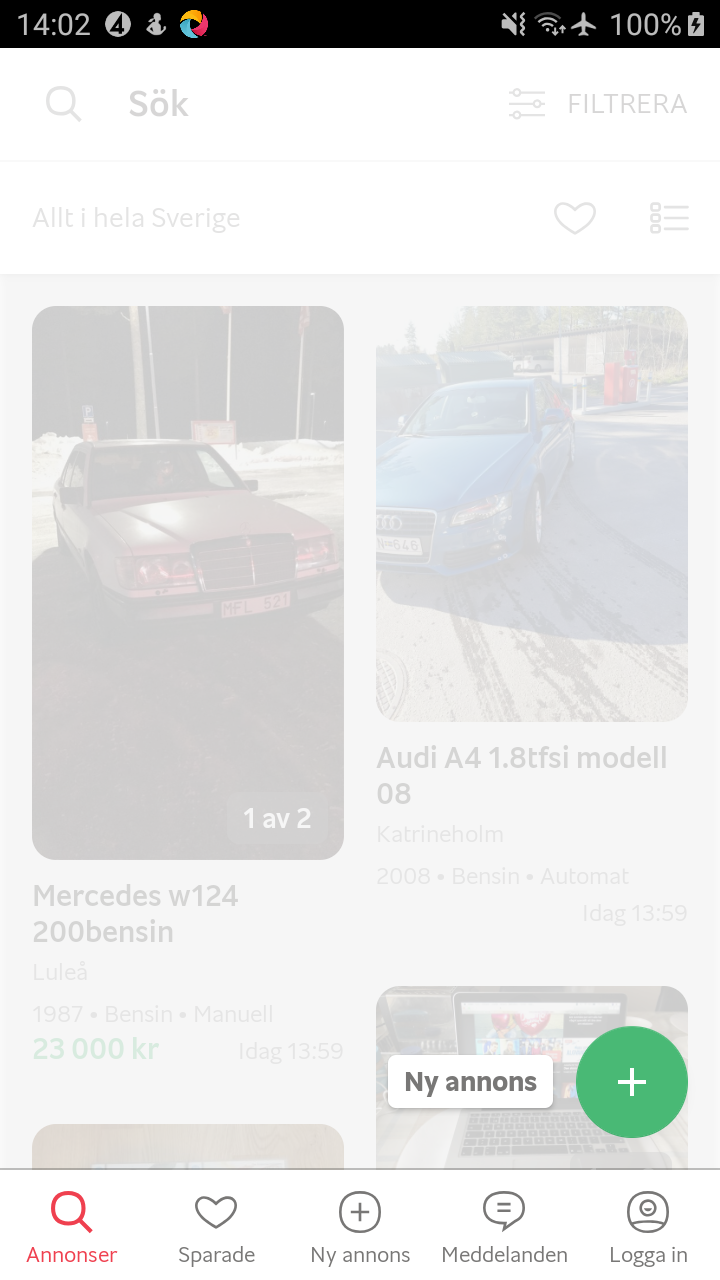 14:02
100%
Sök
FILTRERA
Allt i hela Sverige
MFL 521
1 av 2
Mercedes w124
200bensin
Luleå
1987 • Bensin • Manuell
23 000 kr
Idag 13:59
Audi A4 1.8tfsi modell
08
Katrineholm
2008 • Bensin • Automat
Idag 13:59
Ny annons
Annonser
Sparade
Ny annons
Meddelanden
Logga in